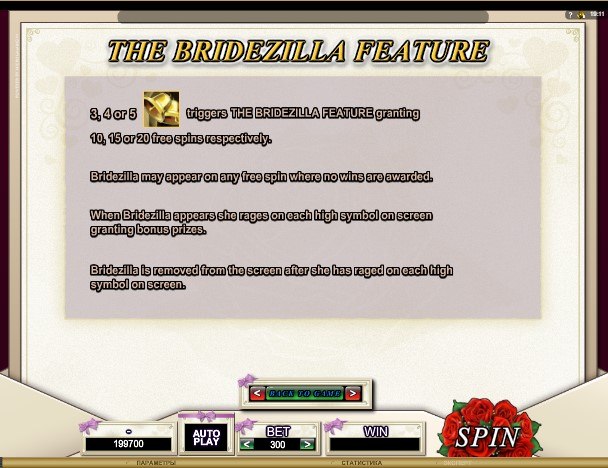 ? 19:11
THE BRIDEZILLA FEATURE
3, 4 or 5 triggers THE BRIDEZILLA FEATURE granting
10, 15 or 20 free spins respectively.
Bridezilla may appear on any free spin where no wins are awarded.
When Bridezilla appears she rages on each high symbol on screen
granting bonus prizes.
Bridezilla is removed from the screen after she has raged on each high
symbol on screen.
< BACK TO GAME >
199700
AUTO
PLAY
BET
< 300 >
WIN
SPIN
ПАРАМЕТРЫ СТАТИСТИКА ЭКСПЕРТ